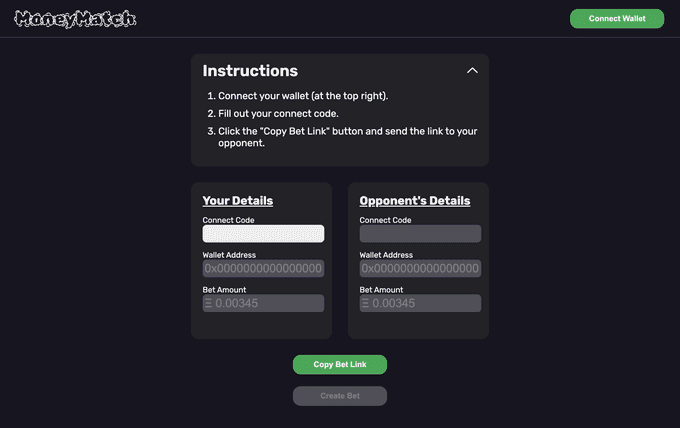 MoneyMatch
Connect Wallet
Instructions
1. Connect your wallet (at the top right).
2. Fill out your connect code.
3. Click the "Copy Bet Link" button and send the link to your
opponent.
Your Details
Connect Code
Wallet Address
0x0000000000000000
Bet Amount
Ξ 0.00345
Opponent's Details
Connect Code
Wallet Address
0x0000000000000000
Bet Amount
Ξ 0.00345
Copy Bet Link
Create Bet